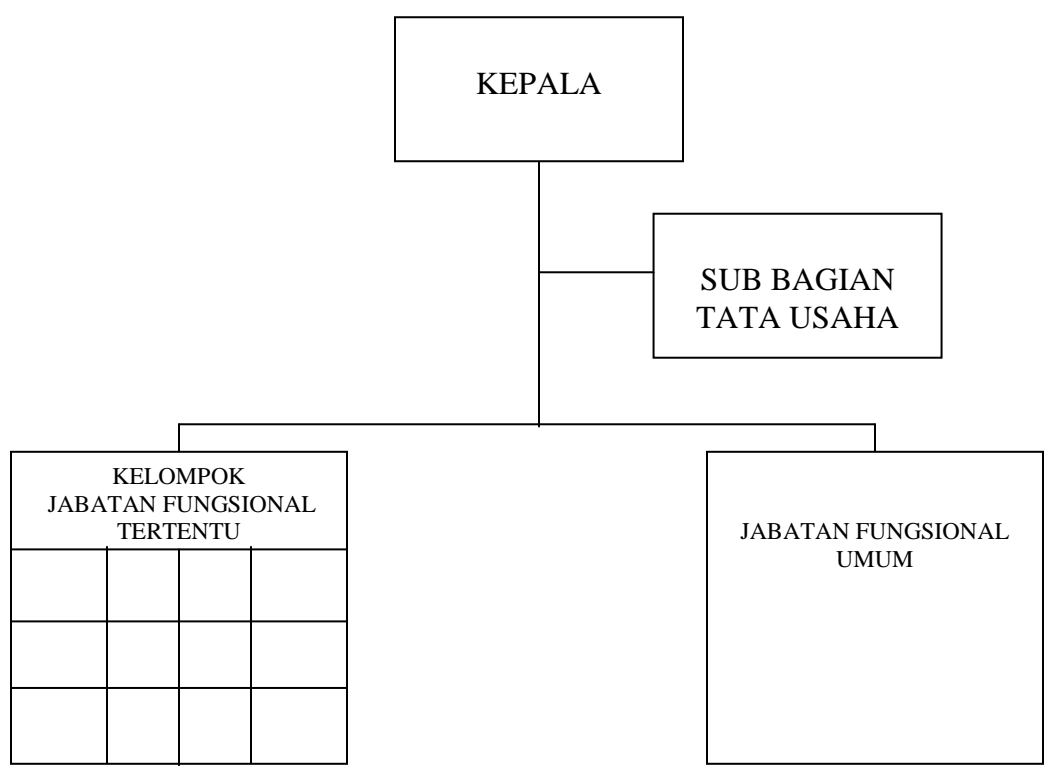 KEPALA
SUB BAGIAN
TATA USAHA
KELOMPOK
JABATAN FUNGSIONAL
TERTENTU
JABATAN FUNGSIONAL
UMUM